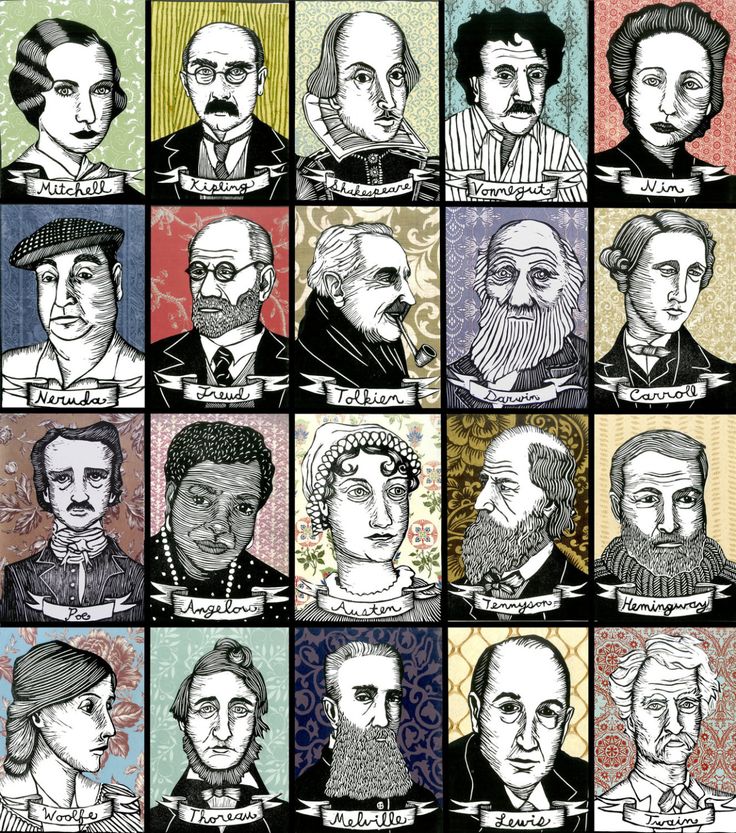 Mitchell
Kipling
Shakespeare
Vonnegut
Nin
Neruda
Freud
Tolkien
Darwin
Carroll
Poe
Angelou
Austen
Tennyson
Hemingway
Woolfe
Thoreau
Melville
Lewis
Twain